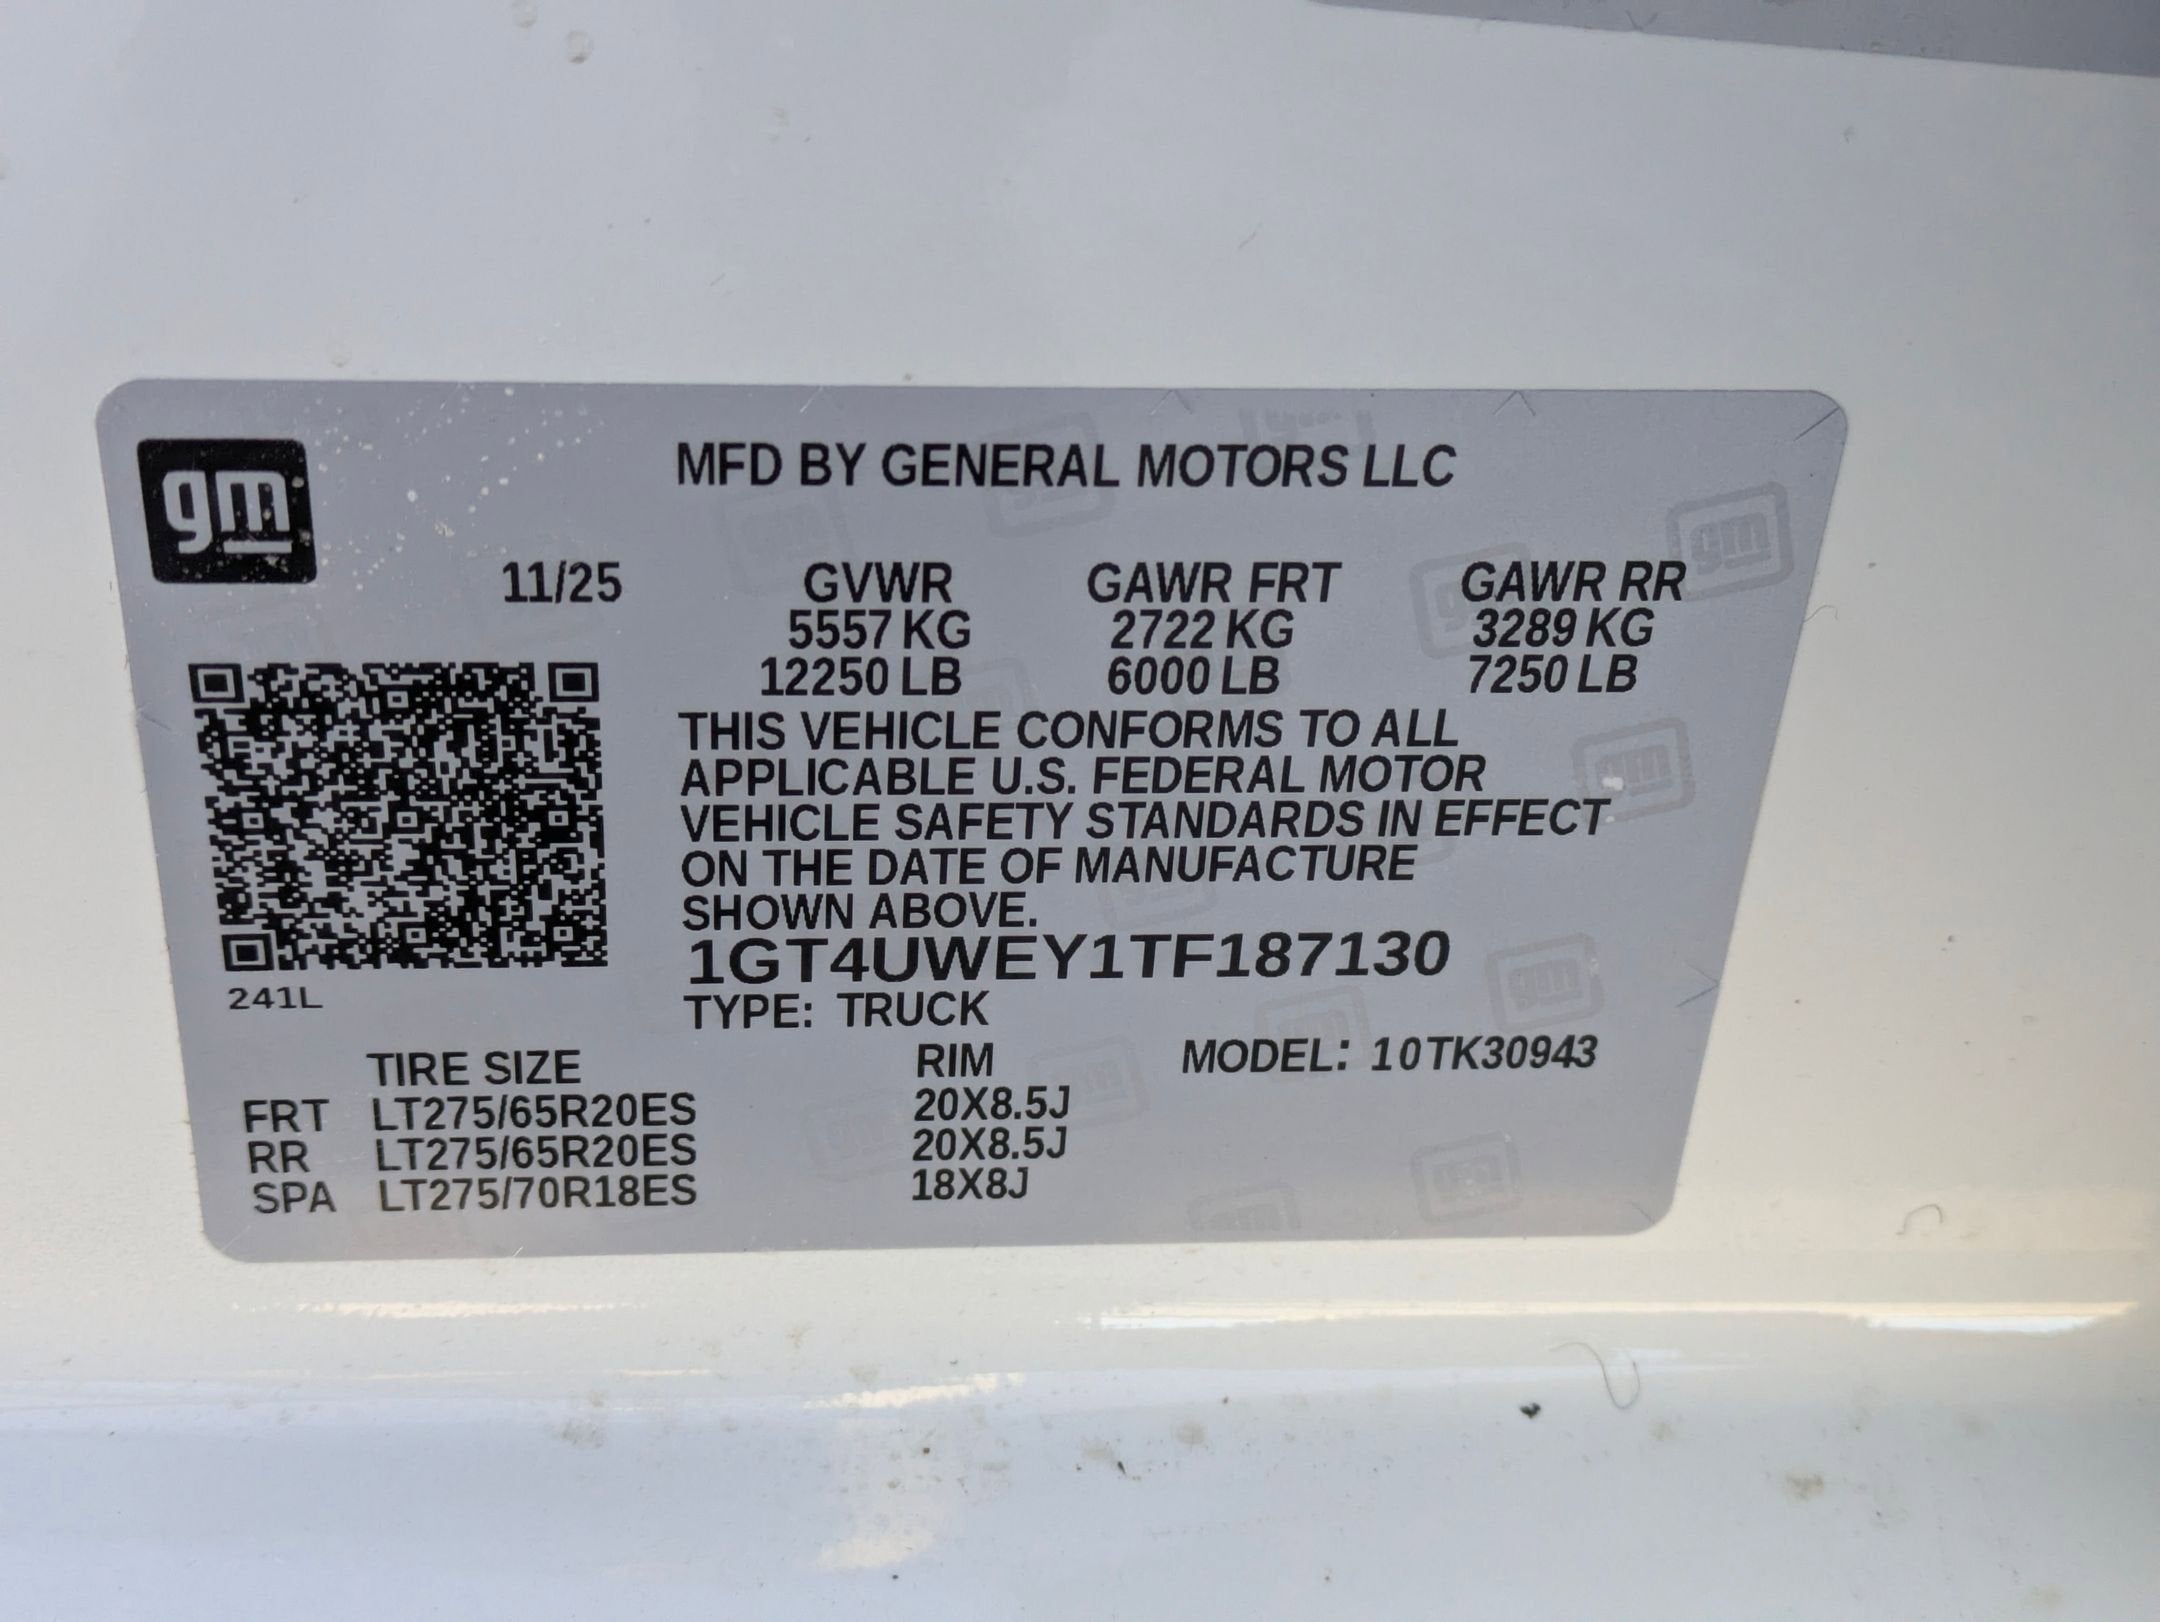 gm
MFD BY GENERAL MOTORS LLC
11/25 GVWR GAWR FRT GAWR RR
5557 KG 2722 KG 3289 KG
12250 LB 6000 LB 7250 LB
THIS VEHICLE CONFORMS TO ALL
APPLICABLE U.S. FEDERAL MOTOR
VEHICLE SAFETY STANDARDS IN EFFECT
ON THE DATE OF MANUFACTURE
SHOWN ABOVE.
1GT4UWEY1TF187130
241L
TYPE: TRUCK
TIRE SIZE RIM MODEL: 10TK30943
FRT LT275/65R20ES 20X8.5J
RR LT275/65R20ES 20X8.5J
SPA LT275/70R18ES 18X8J